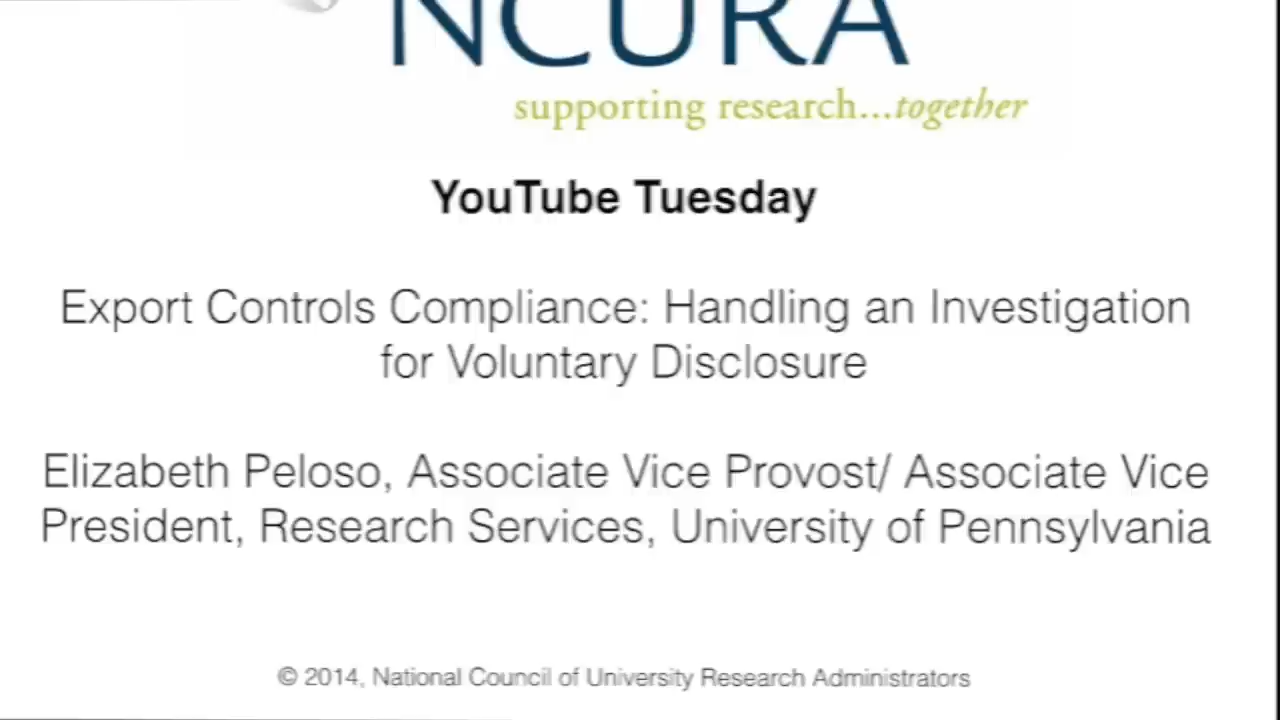 NCURA
supporting research...together
YouTube Tuesday
Export Controls Compliance: Handling an Investigation
for Voluntary Disclosure
Elizabeth Peloso, Associate Vice Provost/ Associate Vice
President, Research Services, University of Pennsylvania
© 2014, National Council of University Research Administrators